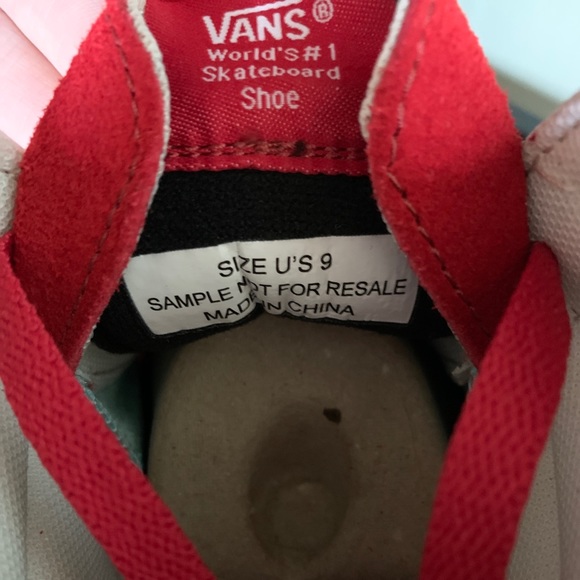 VANS®
World's #1
Skateboard
Shoe
SIZE U'S 9
SAMPLE NOT FOR RESALE
MADE IN CHINA